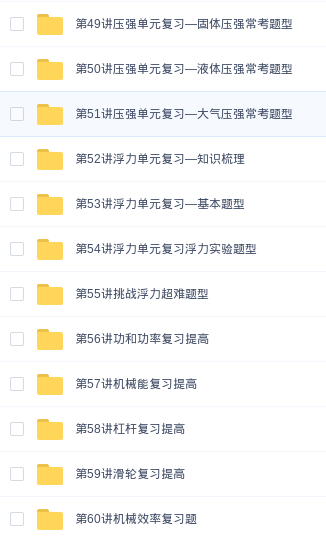 第49讲压强单元复习—固体压强常考题型
第50讲压强单元复习—液体压强常考题型
第51讲压强单元复习—大气压强常考题型
第52讲浮力单元复习—知识梳理
第53讲浮力单元复习—基本题型
第54讲浮力单元复习浮力实验题型
第55讲挑战浮力超难题型
第56讲功和功率复习提高
第57讲机械能复习提高
第58讲杠杆复习提高
第59讲滑轮复习提高
第60讲机械效率复习题